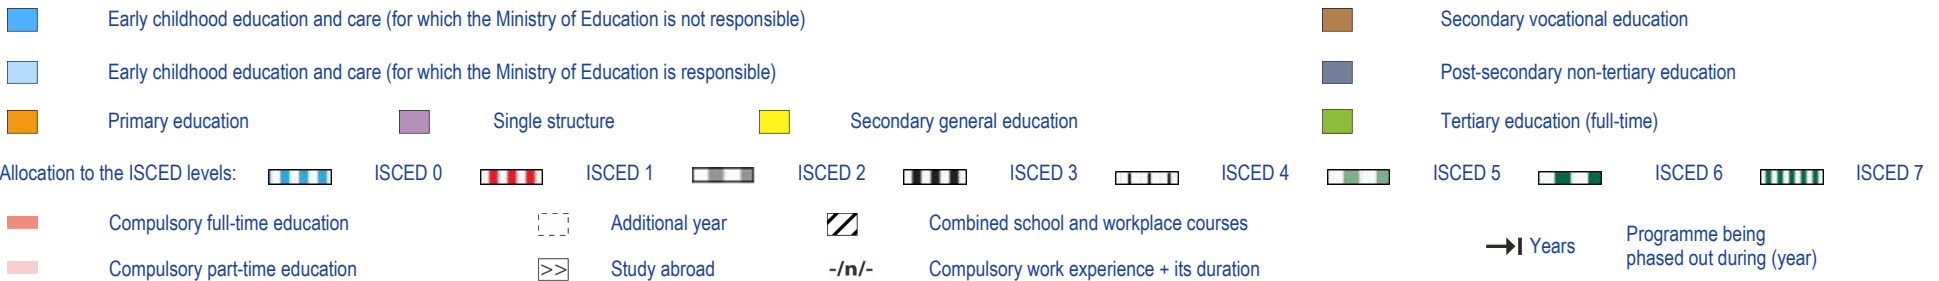 Early childhood education and care (for which the Ministry of Education is not responsible) Secondary vocational education
Early childhood education and care (for which the Ministry of Education is responsible) Post-secondary non-tertiary education
Primary education Single structure Secondary general education Tertiary education (full-time)
Allocation to the ISCED levels: ISCED 0 ISCED 1 ISCED 2 ISCED 3 ISCED 4 ISCED 5 ISCED 6 ISCED 7
Compulsory full-time education Additional year Combined school and workplace courses
Compulsory part-time education >> Study abroad -/n/- Compulsory work experience + its duration
Years Programme being
phased out during (year)